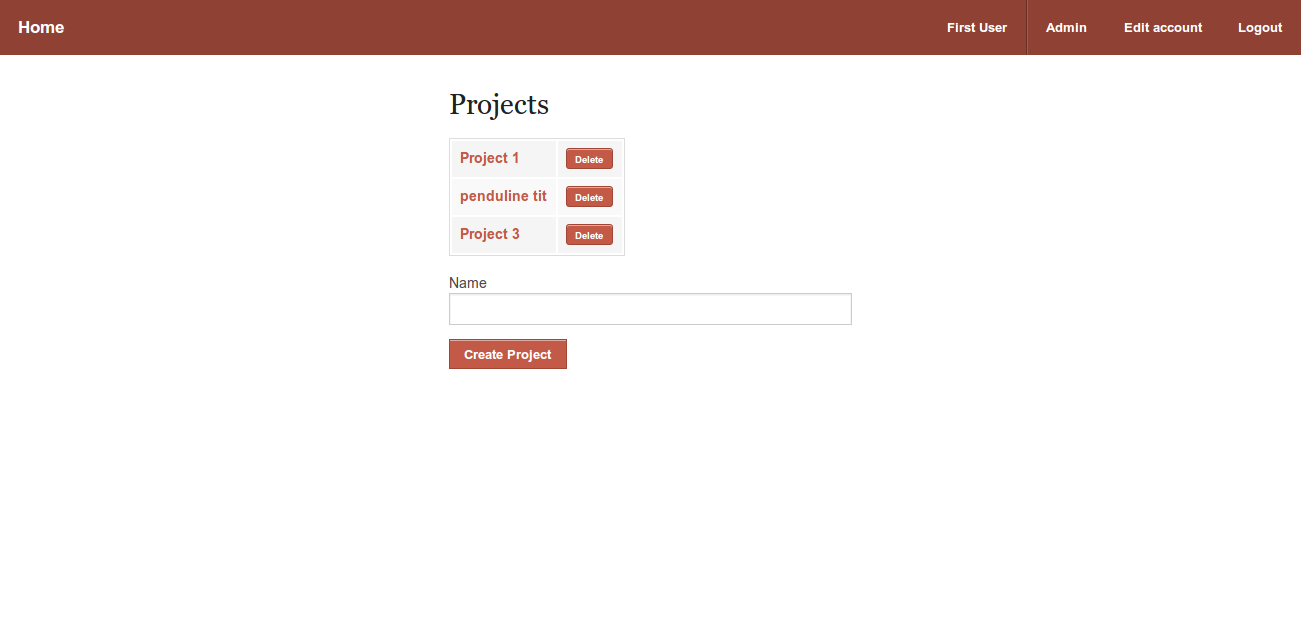 Home First User Admin Edit account Logout
Projects
Project 1 Delete
penduline tit Delete
Project 3 Delete
Name
Create Project